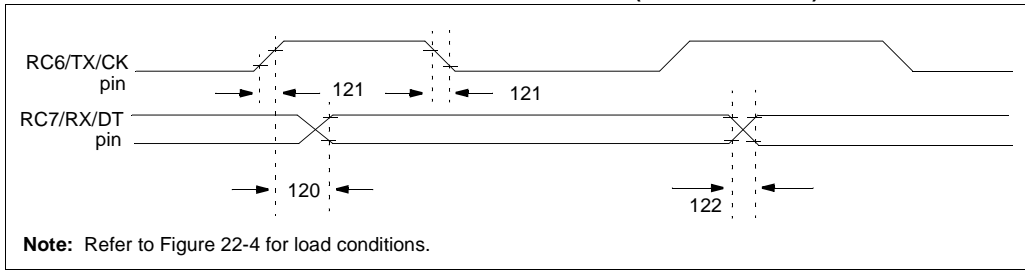 RC6/TX/CK
pin
121
121
RC7/RX/DT
pin
120
122
Note: Refer to Figure 22-4 for load conditions.